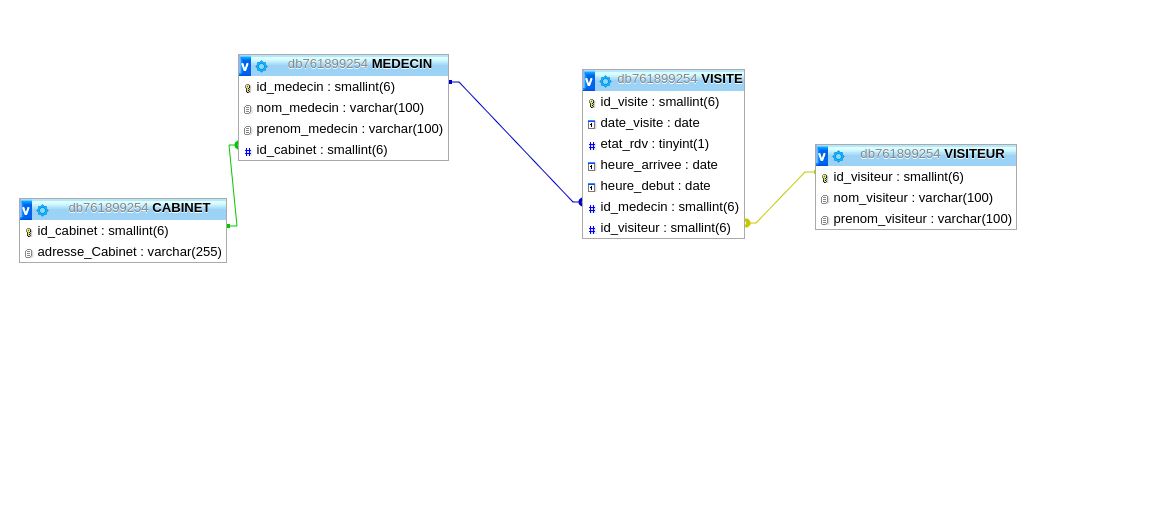 db761899254 MEDECIN
id_medecin : smallint(6)
nom_medecin : varchar(100)
prenom_medecin : varchar(100)
id_cabinet : smallint(6)
db761899254 CABINET
id_cabinet : smallint(6)
adresse_Cabinet : varchar(255)
db761899254 VISITE
id_visite : smallint(6)
date_visite : date
etat_rdv : tinyint(1)
heure_arrivee : date
heure_debut : date
id_medecin : smallint(6)
id_visiteur : smallint(6)
db761899254 VISITEUR
id_visiteur : smallint(6)
nom_visiteur : varchar(100)
prenom_visiteur : varchar(100)